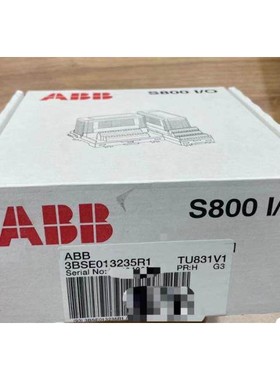 ABB
S800 I/O
ABB
S800 I/
ABB
3BSE013235R1 TU831V1
Serial No: PR:H G3